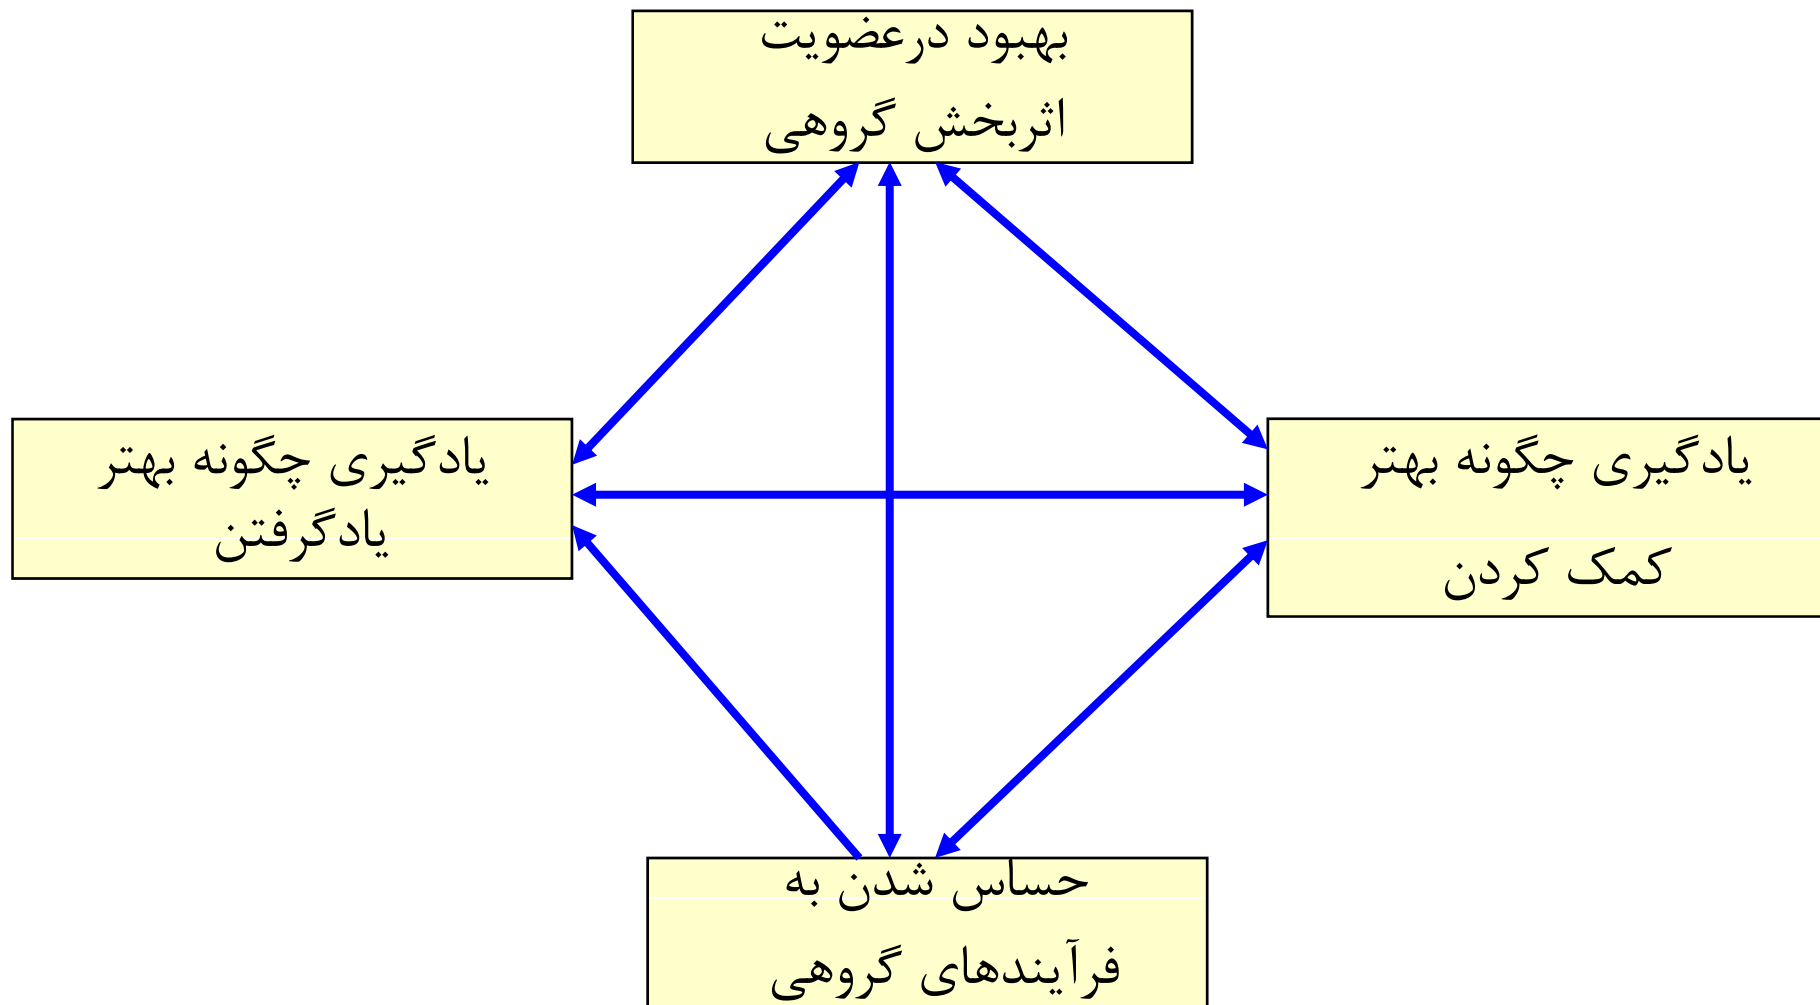 بهبود درعضویت
اثربخش گروهی
یادگیری چگونه بهتر
کمک کردن
یادگیری چگونه بهتر
یادگرفتن
حساس شدن به
فرآیندهای گروهی